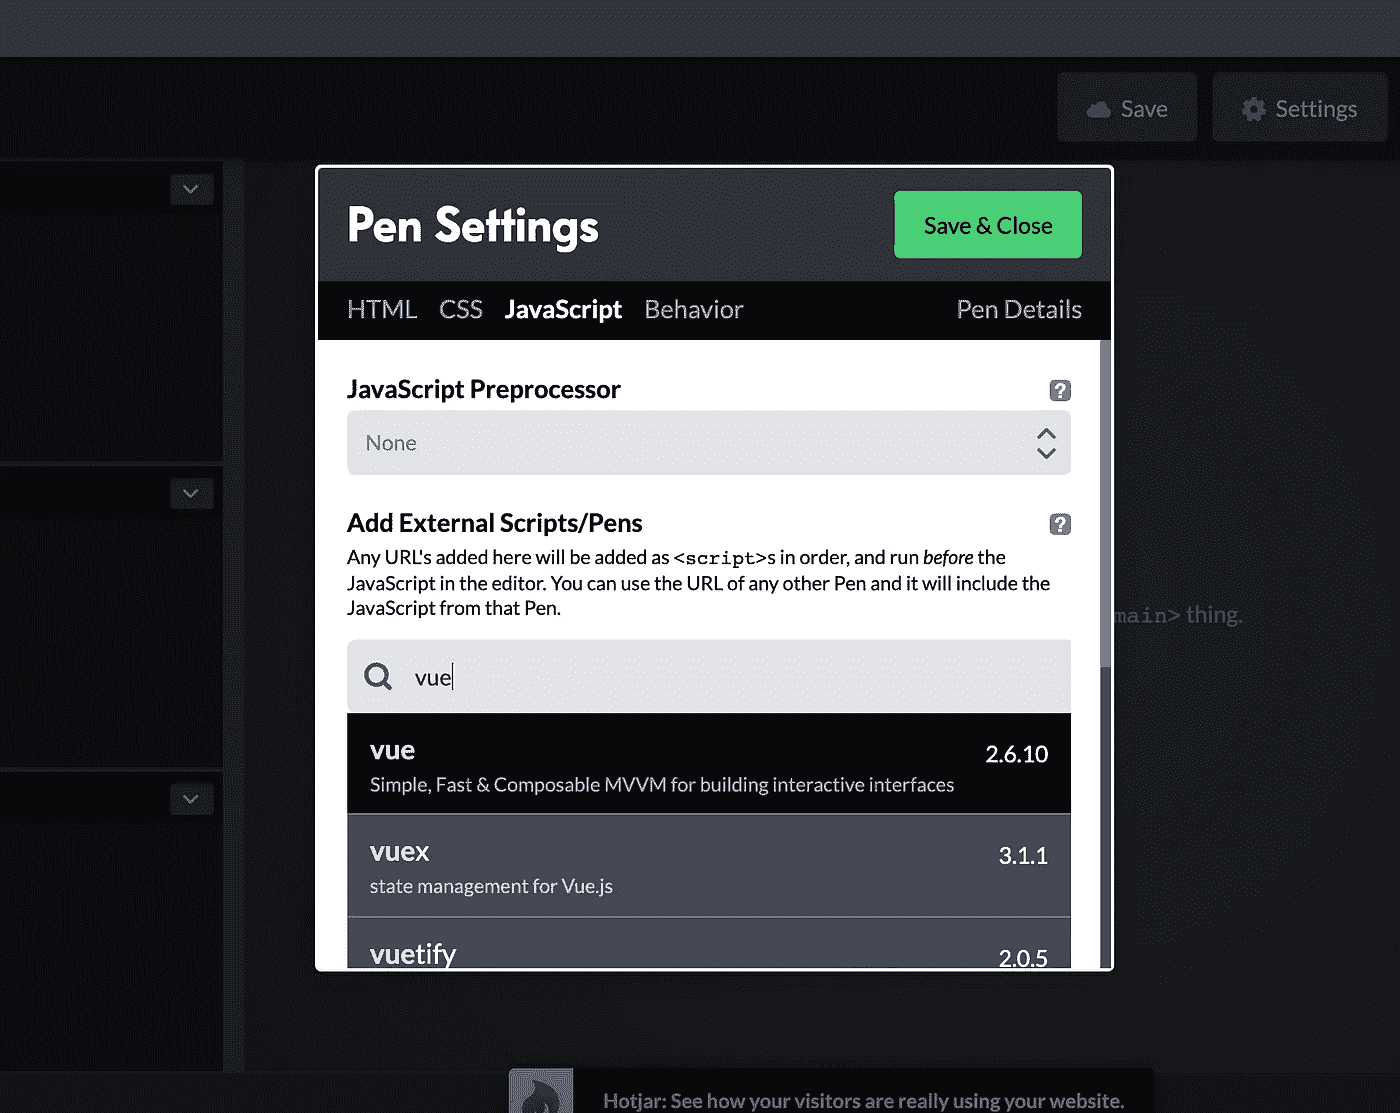 Save
Settings
Pen Settings
Save & Close
HTML CSS JavaScript Behavior Pen Details
JavaScript Preprocessor ?
None
Add External Scripts/Pens ?
Any URL's added here will be added as <script>s in order, and run before the
JavaScript in the editor. You can use the URL of any other Pen and it will include the
JavaScript from that Pen.
main> thing.
vue
vue 2.6.10
Simple, Fast & Composable MVVM for building interactive interfaces
vuex 3.1.1
state management for Vue.js
vuetify 2.0.5
Hotjar: See how your visitors are really using your website.